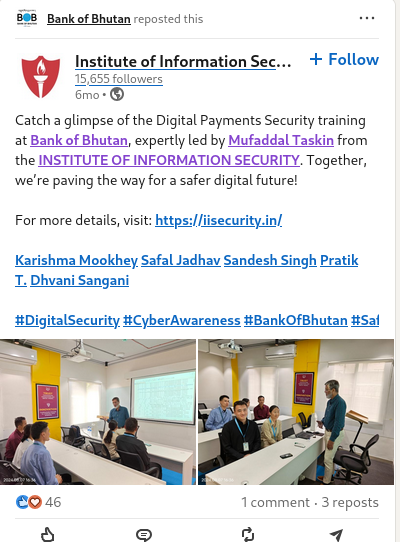 Bank of Bhutan reposted this
Institute of Information Sec...
+ Follow
15,655 followers
6mo •
Catch a glimpse of the Digital Payments Security training
at Bank of Bhutan, expertly led by Mufaddal Taskin from
the INSTITUTE OF INFORMATION SECURITY. Together,
we’re paving the way for a safer digital future!
For more details, visit: https://iisecurity.in/
Karishma Mookhey Safal Jadhav Sandesh Singh Pratik
T. Dhvani Sangani
#DigitalSecurity #CyberAwareness #BankOfBhutan #Saf
46
1 comment · 3 reposts